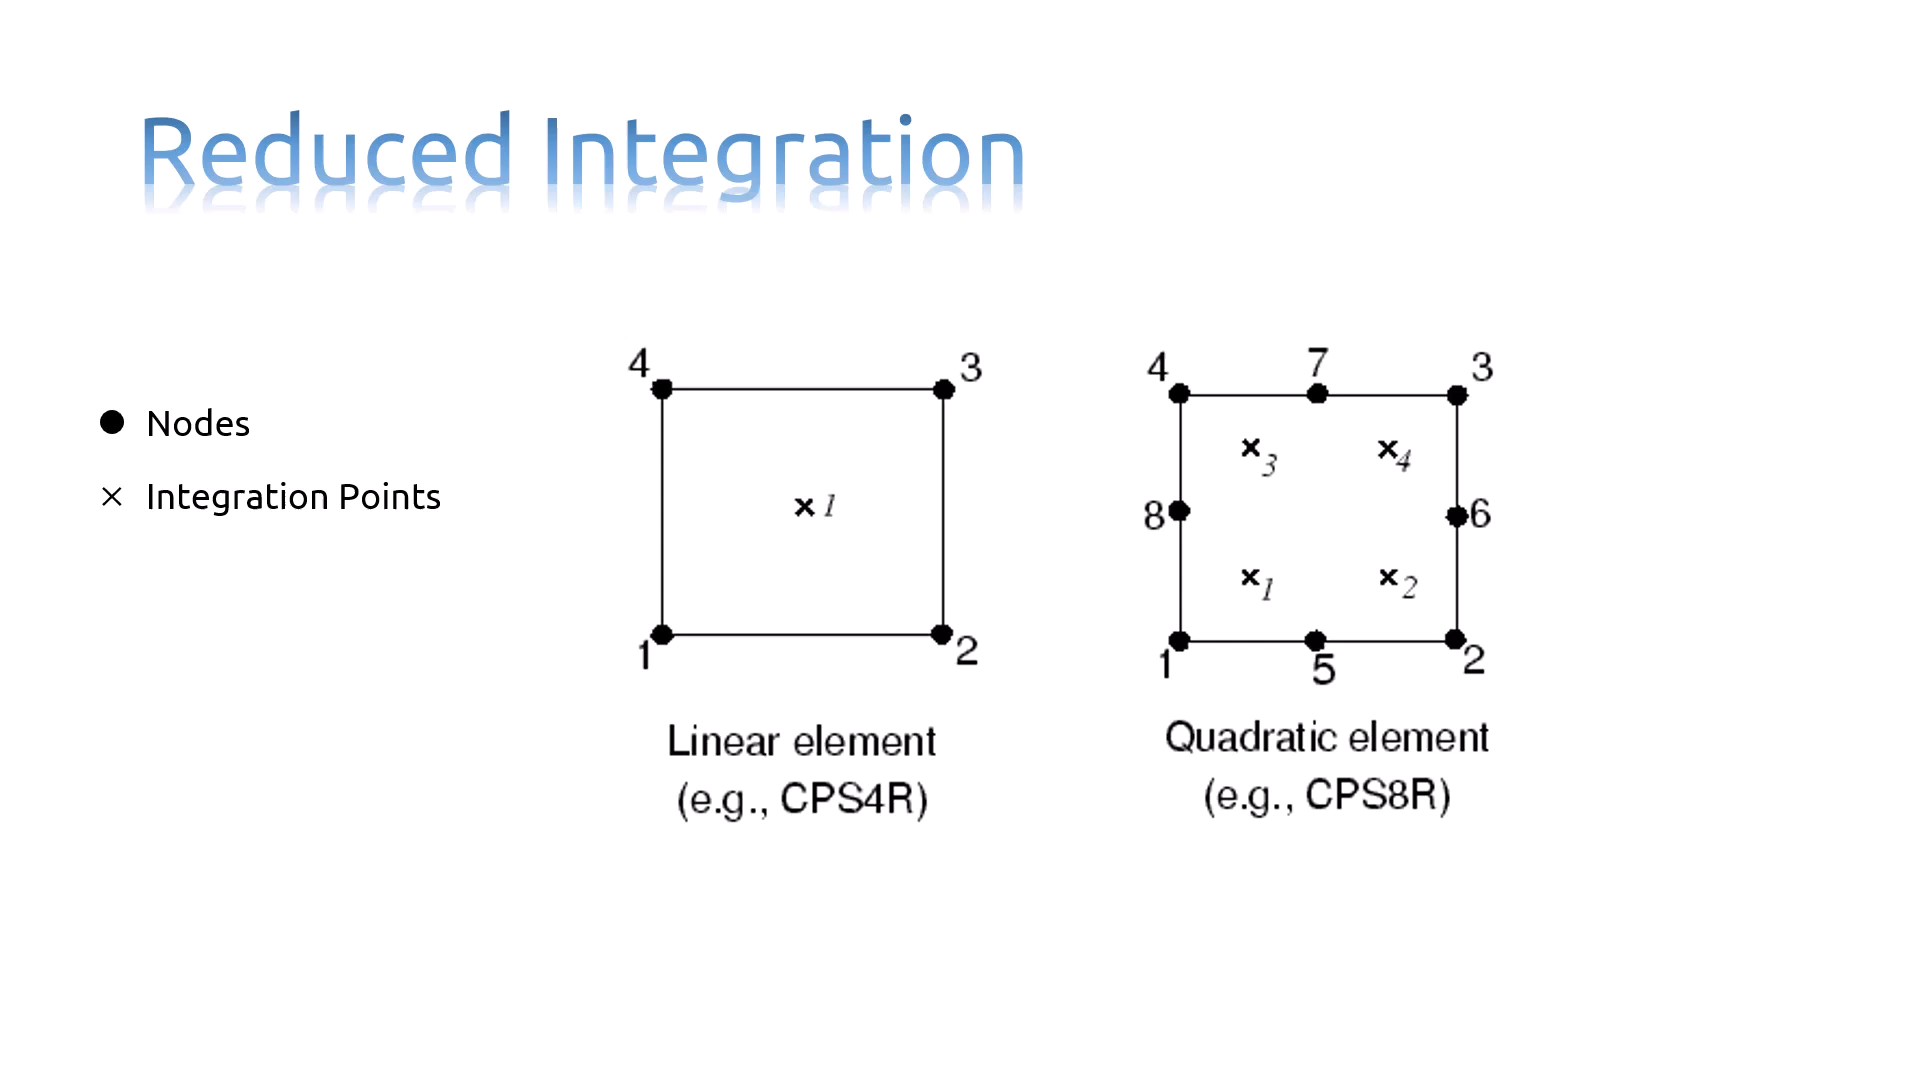 Reduced Integration
Nodes
× Integration Points
4 3
× 1
1 2
Linear element
(e.g., CPS4R)
4 7 3
×3 ×4
8 6
×1 ×2
1 5 2
Quadratic element
(e.g., CPS8R)